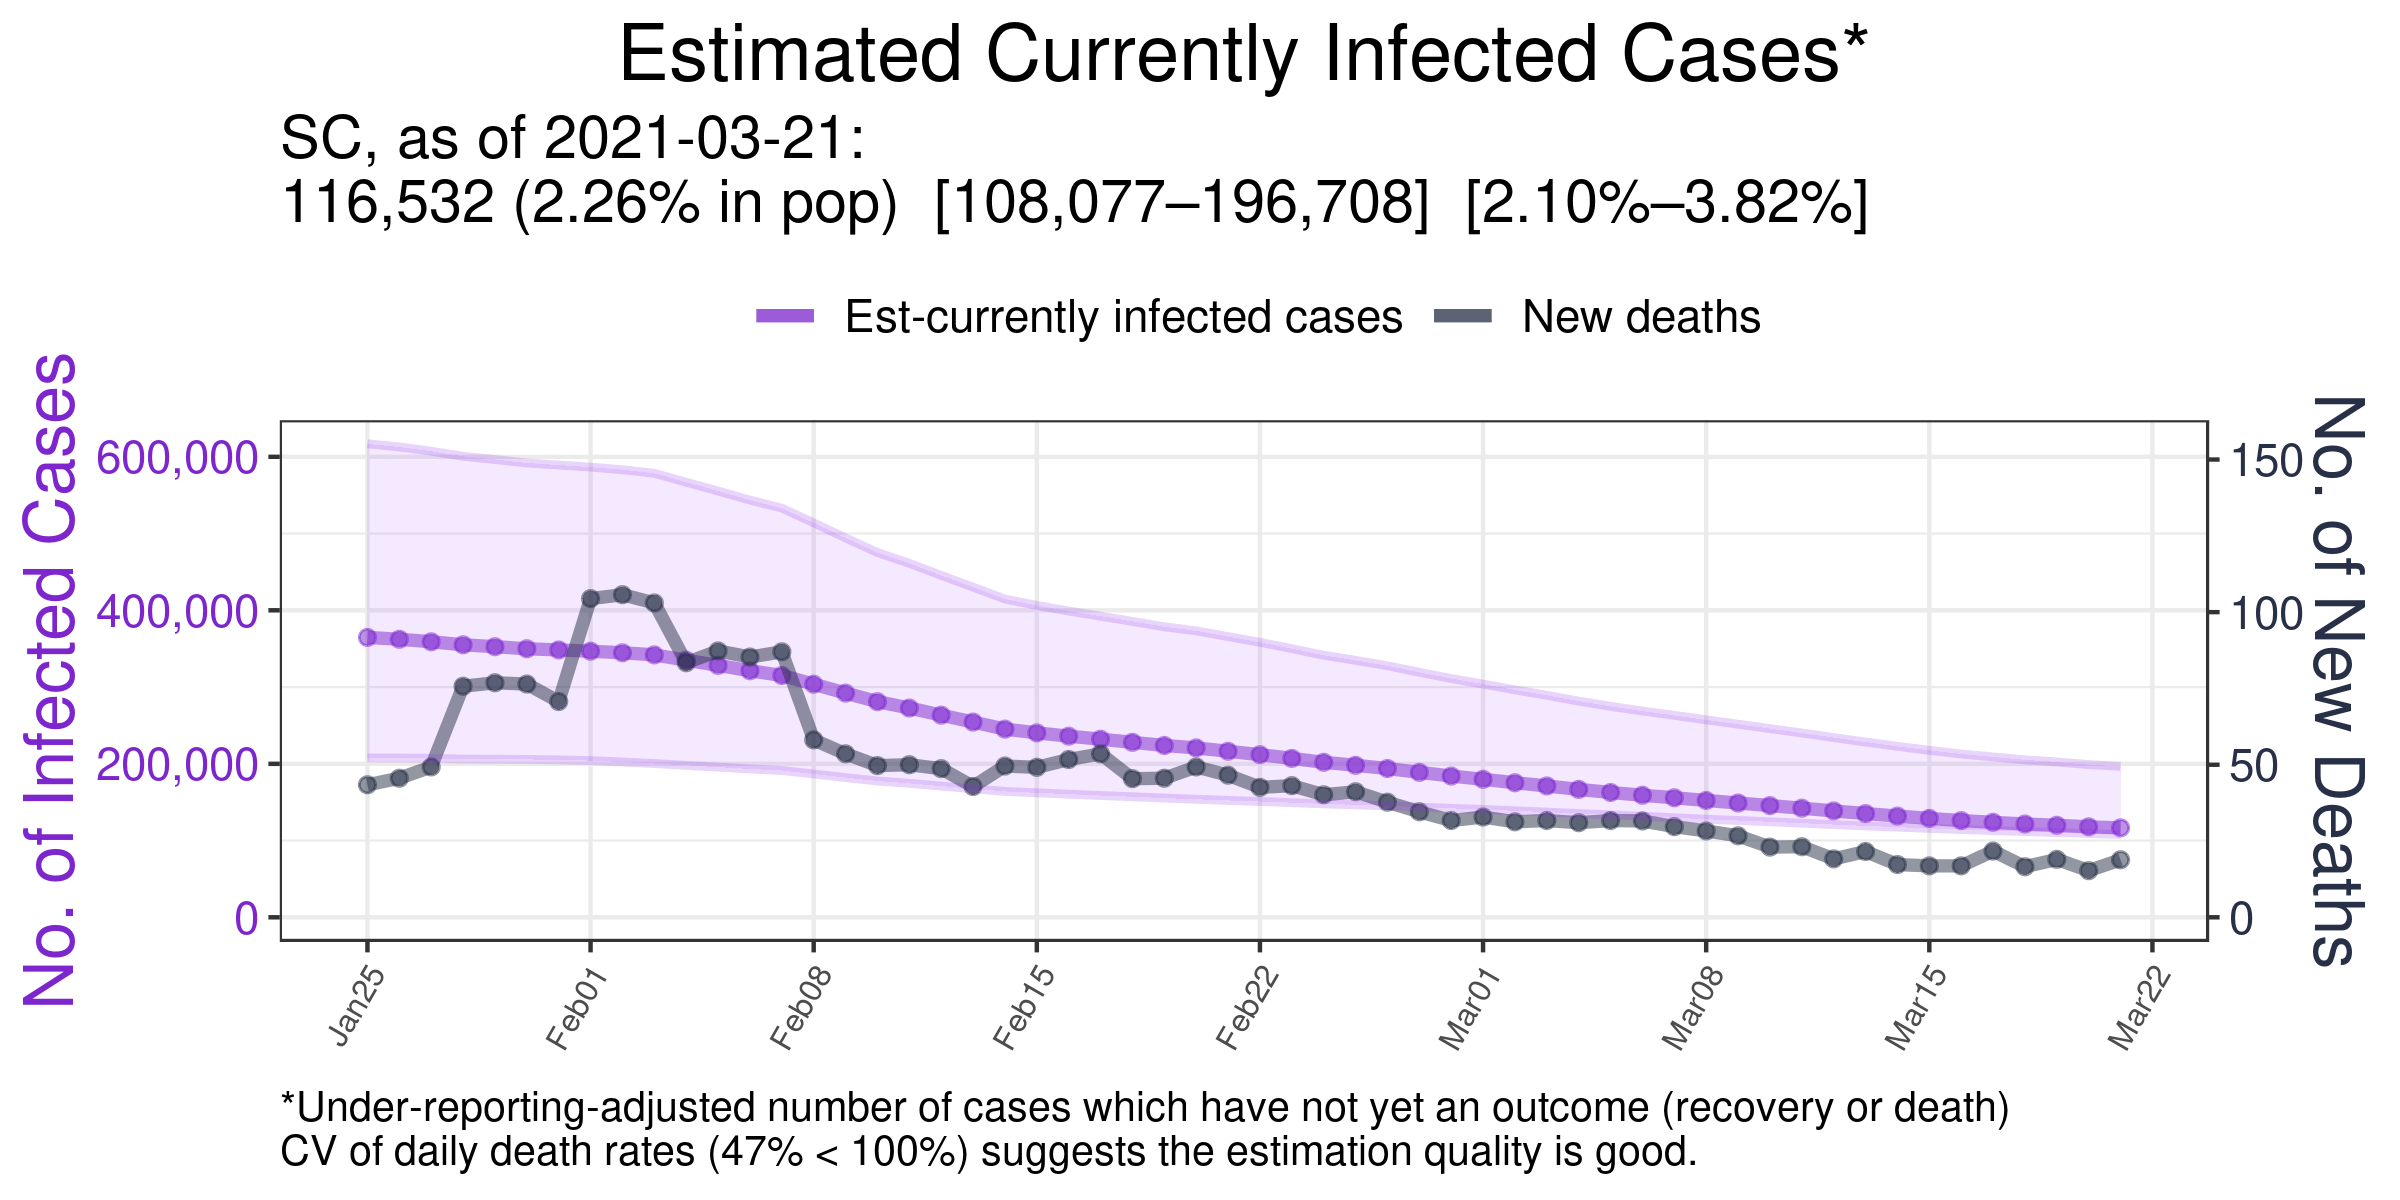 Estimated Currently Infected Cases*
SC, as of 2021-03-21:
116,532 (2.26% in pop)  [108,077–196,708]  [2.10%–3.82%]
Est-currently infected cases
New deaths
No. of Infected Cases
600,000
400,000
200,000
0
150
100
50
0
No. of New Deaths
Jan25
Feb01
Feb08
Feb15
Feb22
Mar01
Mar08
Mar15
Mar22
*Under-reporting-adjusted number of cases which have not yet an outcome (recovery or death)
CV of daily death rates (47% < 100%) suggests the estimation quality is good.